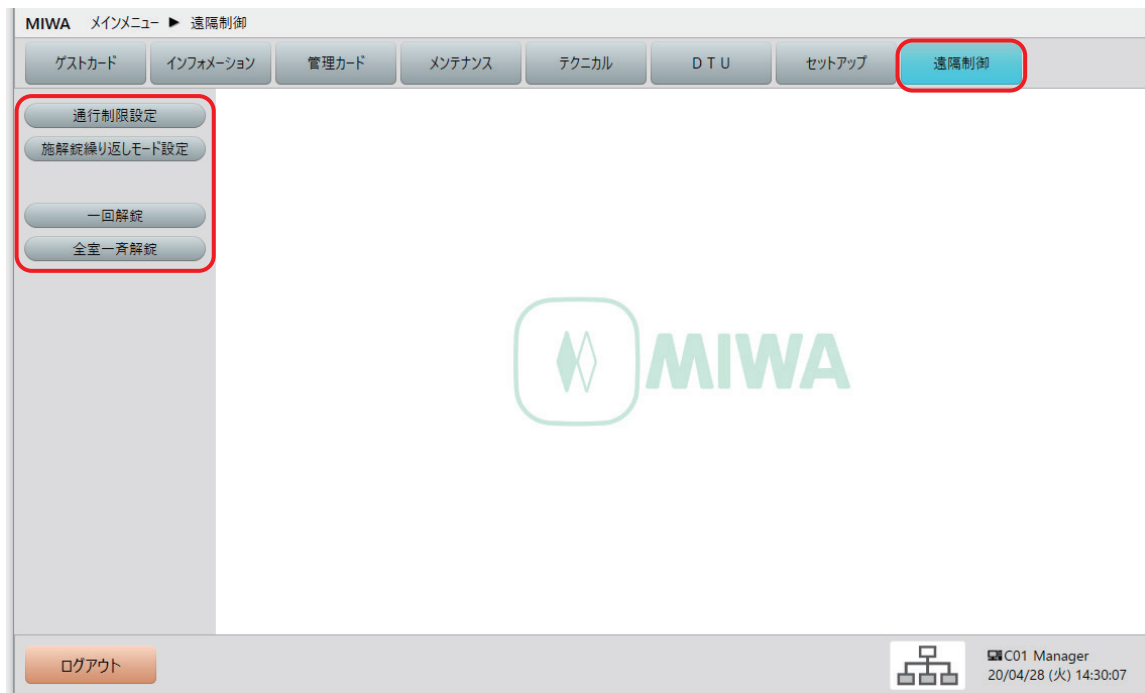 MIWA メインメニュー ▶ 遠隔制御
ゲストカード インフォメーション 管理カード メンテナンス テクニカル DTU セットアップ 遠隔制御
通行制限設定
施解錠繰り返しモード設定
一回解錠
全室一斉解錠
MIWA
ログアウト
C01 Manager
20/04/28 (火) 14:30:07